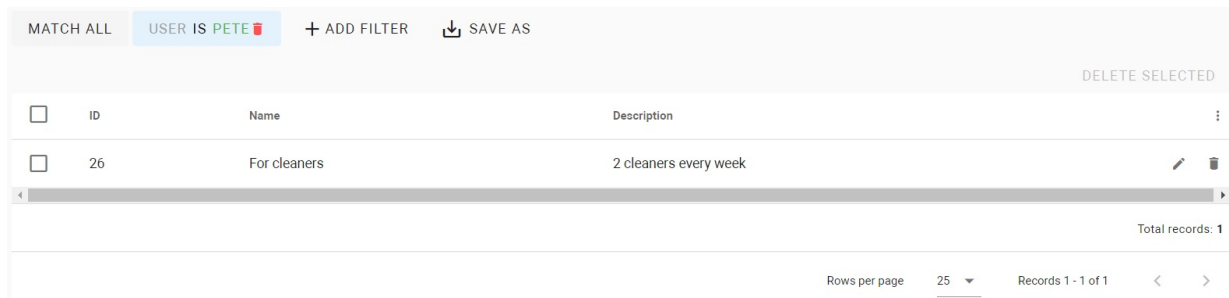 MATCH ALL USER IS PETE ADD FILTER SAVE AS
DELETE SELECTED
ID Name Description
26 For cleaners 2 cleaners every week
Total records: 1
Rows per page 25 Records 1 - 1 of 1